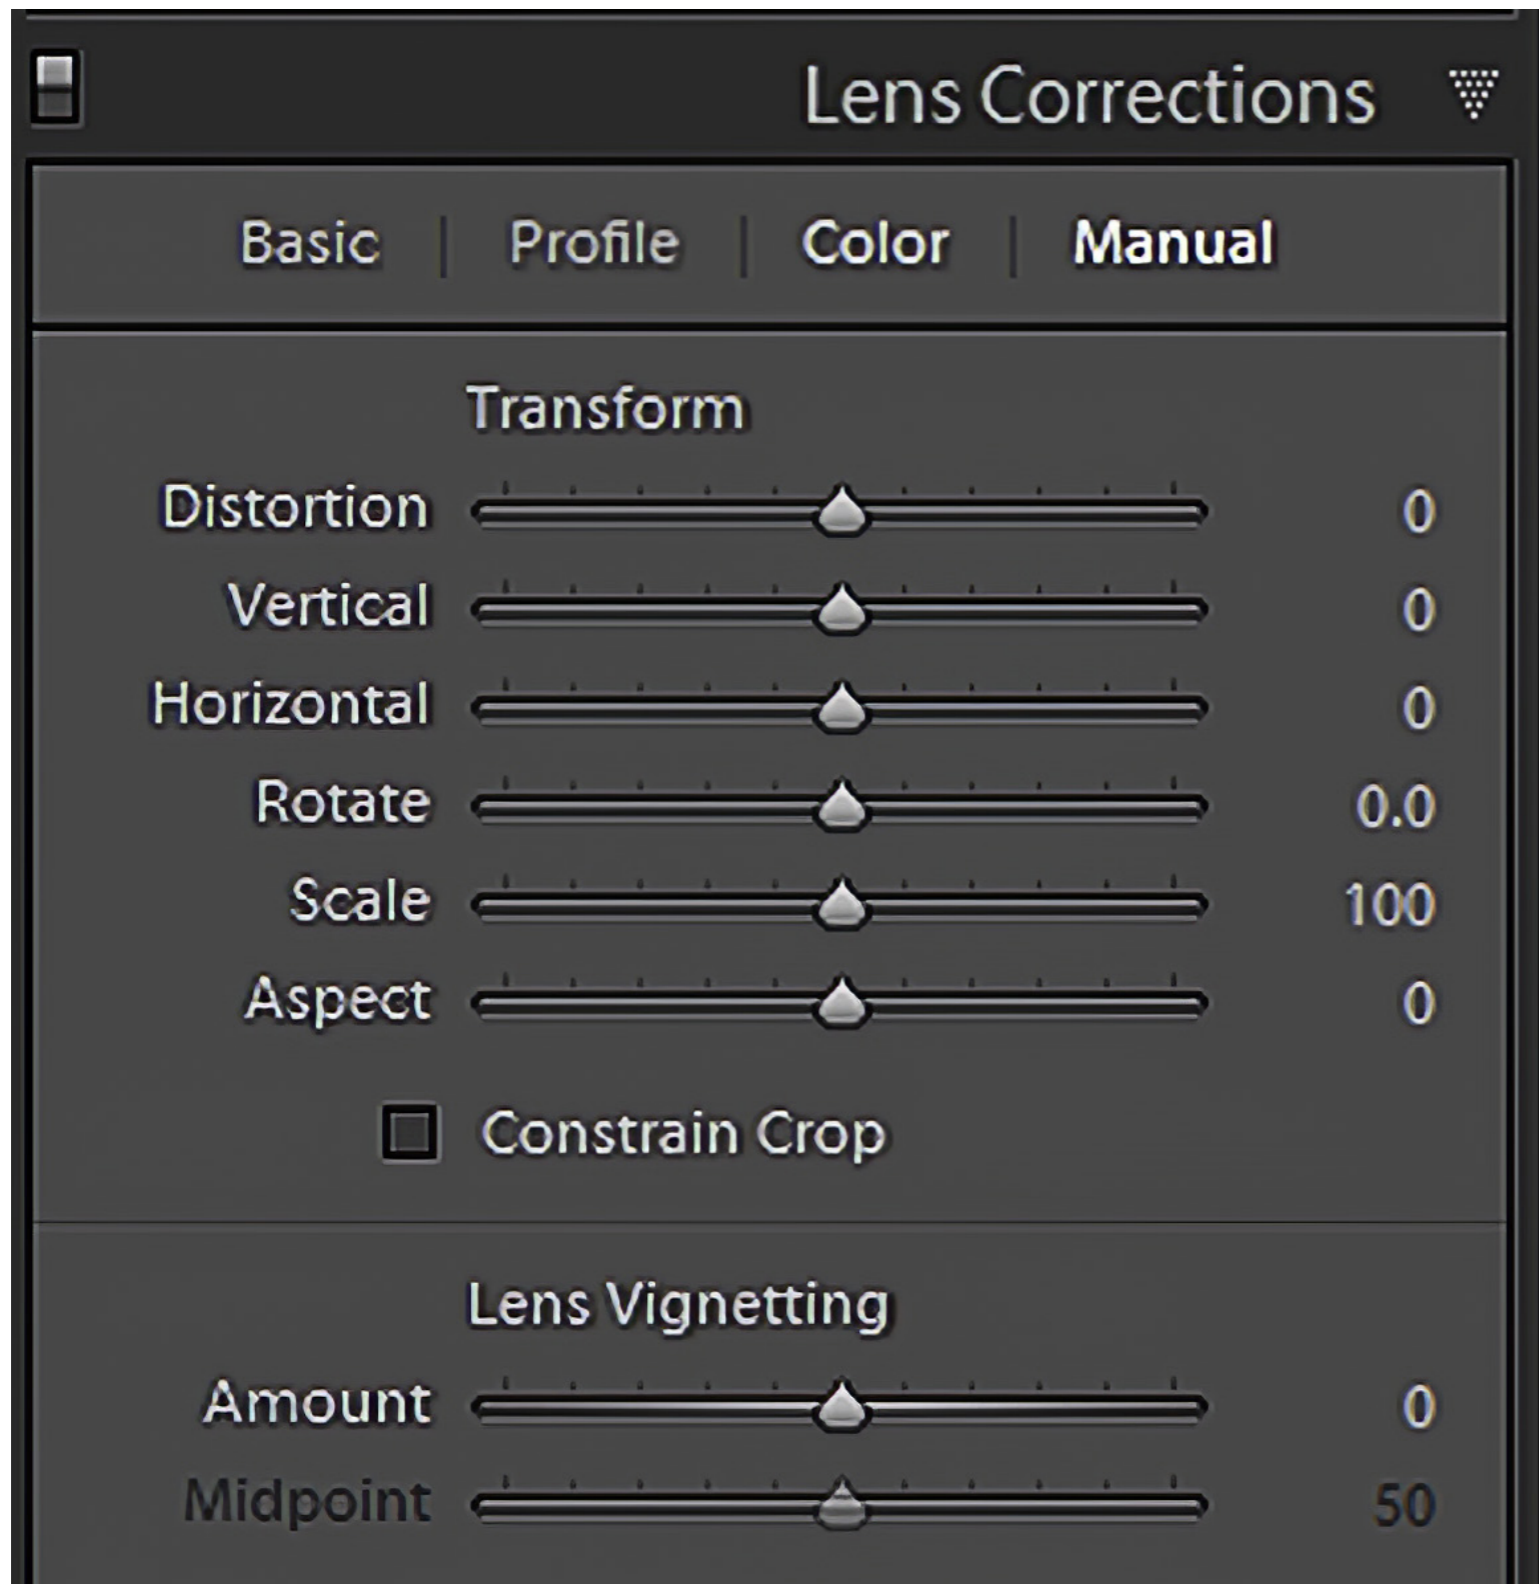 Lens Corrections
Basic | Profile | Color | Manual
Transform
Distortion 0
Vertical 0
Horizontal 0
Rotate 0.0
Scale 100
Aspect 0
Constrain Crop
Lens Vignetting
Amount 0
Midpoint 50